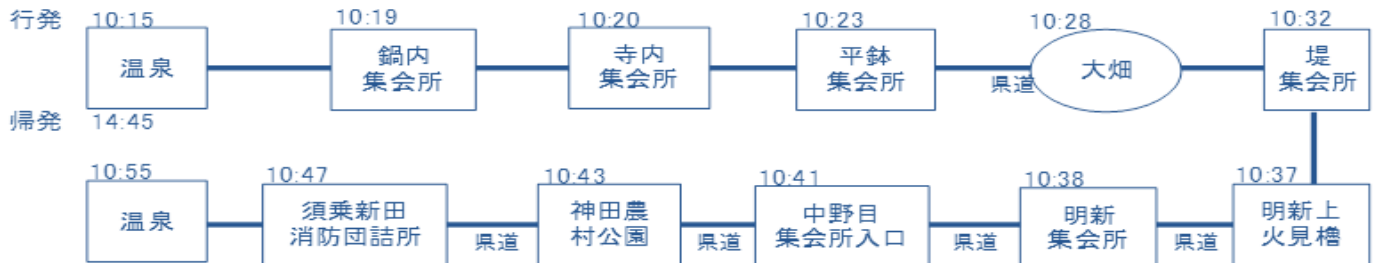 行発 10:15 10:19 10:20 10:23 10:28 10:32
温泉 鍋内 寺内 平鉢 大畑 堤
集会所 集会所 集会所 県道 集会所
帰発 14:45
10:55 10:47 10:43 10:41 10:38 10:37
温泉 須乗新田 神田農 中野目 明新 明新上
消防団詰所 県道 村公園 県道 集会所入口 県道 集会所 県道 火見櫓